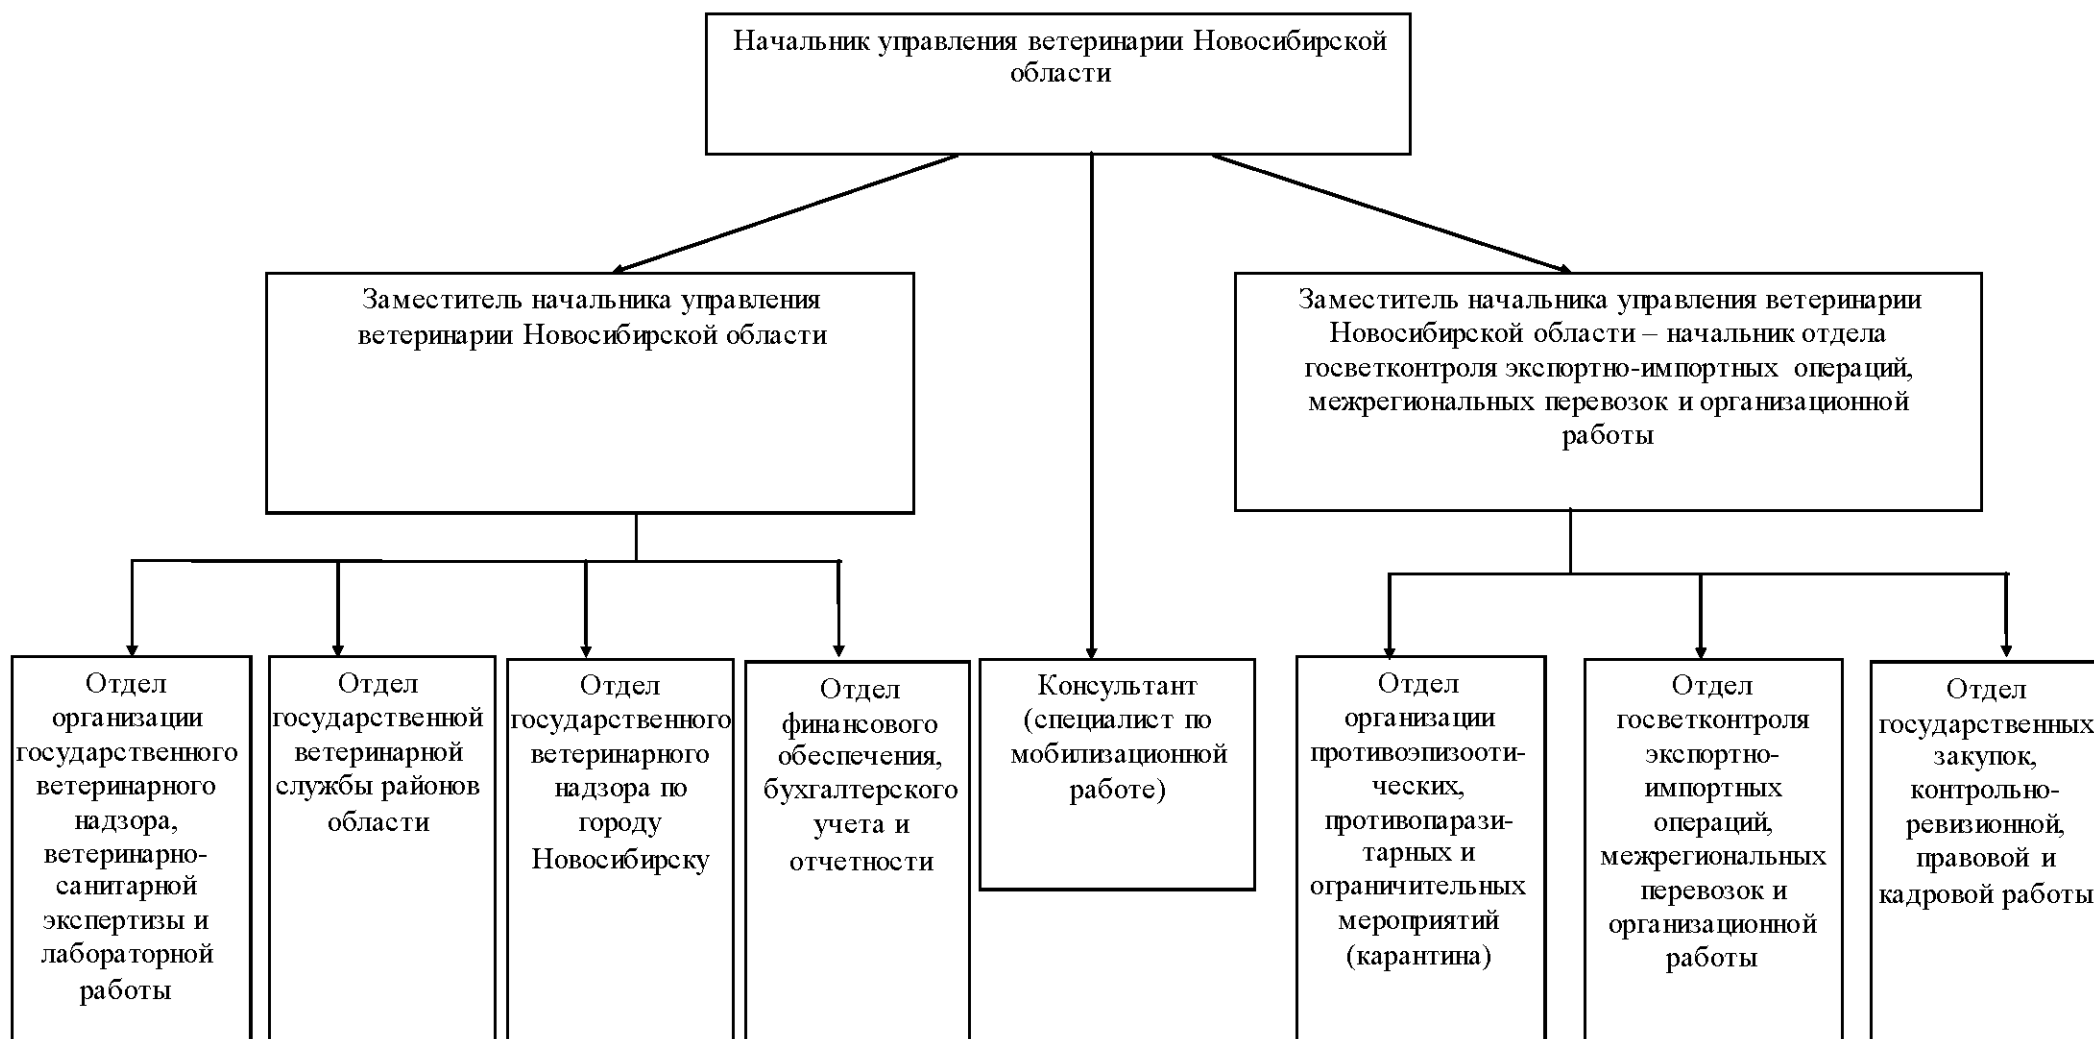 Начальник управления ветеринарии Новосибирской
области
Заместитель начальника управления
ветеринарии Новосибирской области
Заместитель начальника управления ветеринарии
Новосибирской области – начальник отдела
госветконтроля экспортно-импортных операций,
межрегиональных перевозок и организационной
работы
Отдел
организации
государственного
ветеринарного
надзора,
ветеринарно-
санитарной
экспертизы и
лабораторной
работы
Отдел
государственной
ветеринарной
службы районов
области
Отдел
государственного
ветеринарного
надзора по
городу
Новосибирску
Отдел
финансового
обеспечения,
бухгалтерского
учета и
отчетности
Консультант
(специалист по
мобилизационной
работе)
Отдел
организации
противоэпизооти-
ческих,
противопарази-
тарных и
ограничительных
мероприятий
(карантина)
Отдел
госветконтроля
экспортно-
импортных
операций,
межрегиональных
перевозок и
организационной
работы
Отдел
государственных
закупок,
контрольно-
ревизионной,
правовой и
кадровой работы